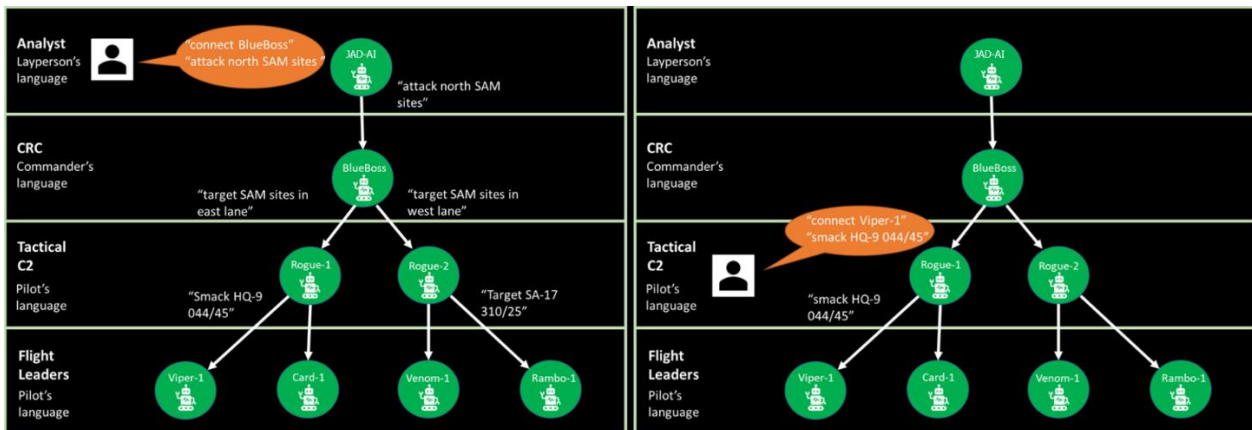 Analyst
Layperson's
language
"connect BlueBoss"
"attack north SAM sites "
JAD-AI
"attack north SAM
sites"
CRC
Commander's
language
BlueBoss
"target SAM sites in
east lane"
"target SAM sites in
west lane"
Tactical
C2
Pilot's
language
Rogue-1
Rogue-2
"Smack HQ-9
044/45"
"Target SA-17
310/25"
Flight
Leaders
Pilot's
language
Viper-1
Card-1
Venom-1
Rambo-1
Analyst
Layperson's
language
JAD-AI
CRC
Commander's
language
BlueBoss
"connect Viper-1"
"smack HQ-9 044/45"
Tactical
C2
Pilot's
language
Rogue-1
Rogue-2
"smack HQ-9
044/45"
Flight
Leaders
Pilot's
language
Viper-1
Card-1
Venom-1
Rambo-1